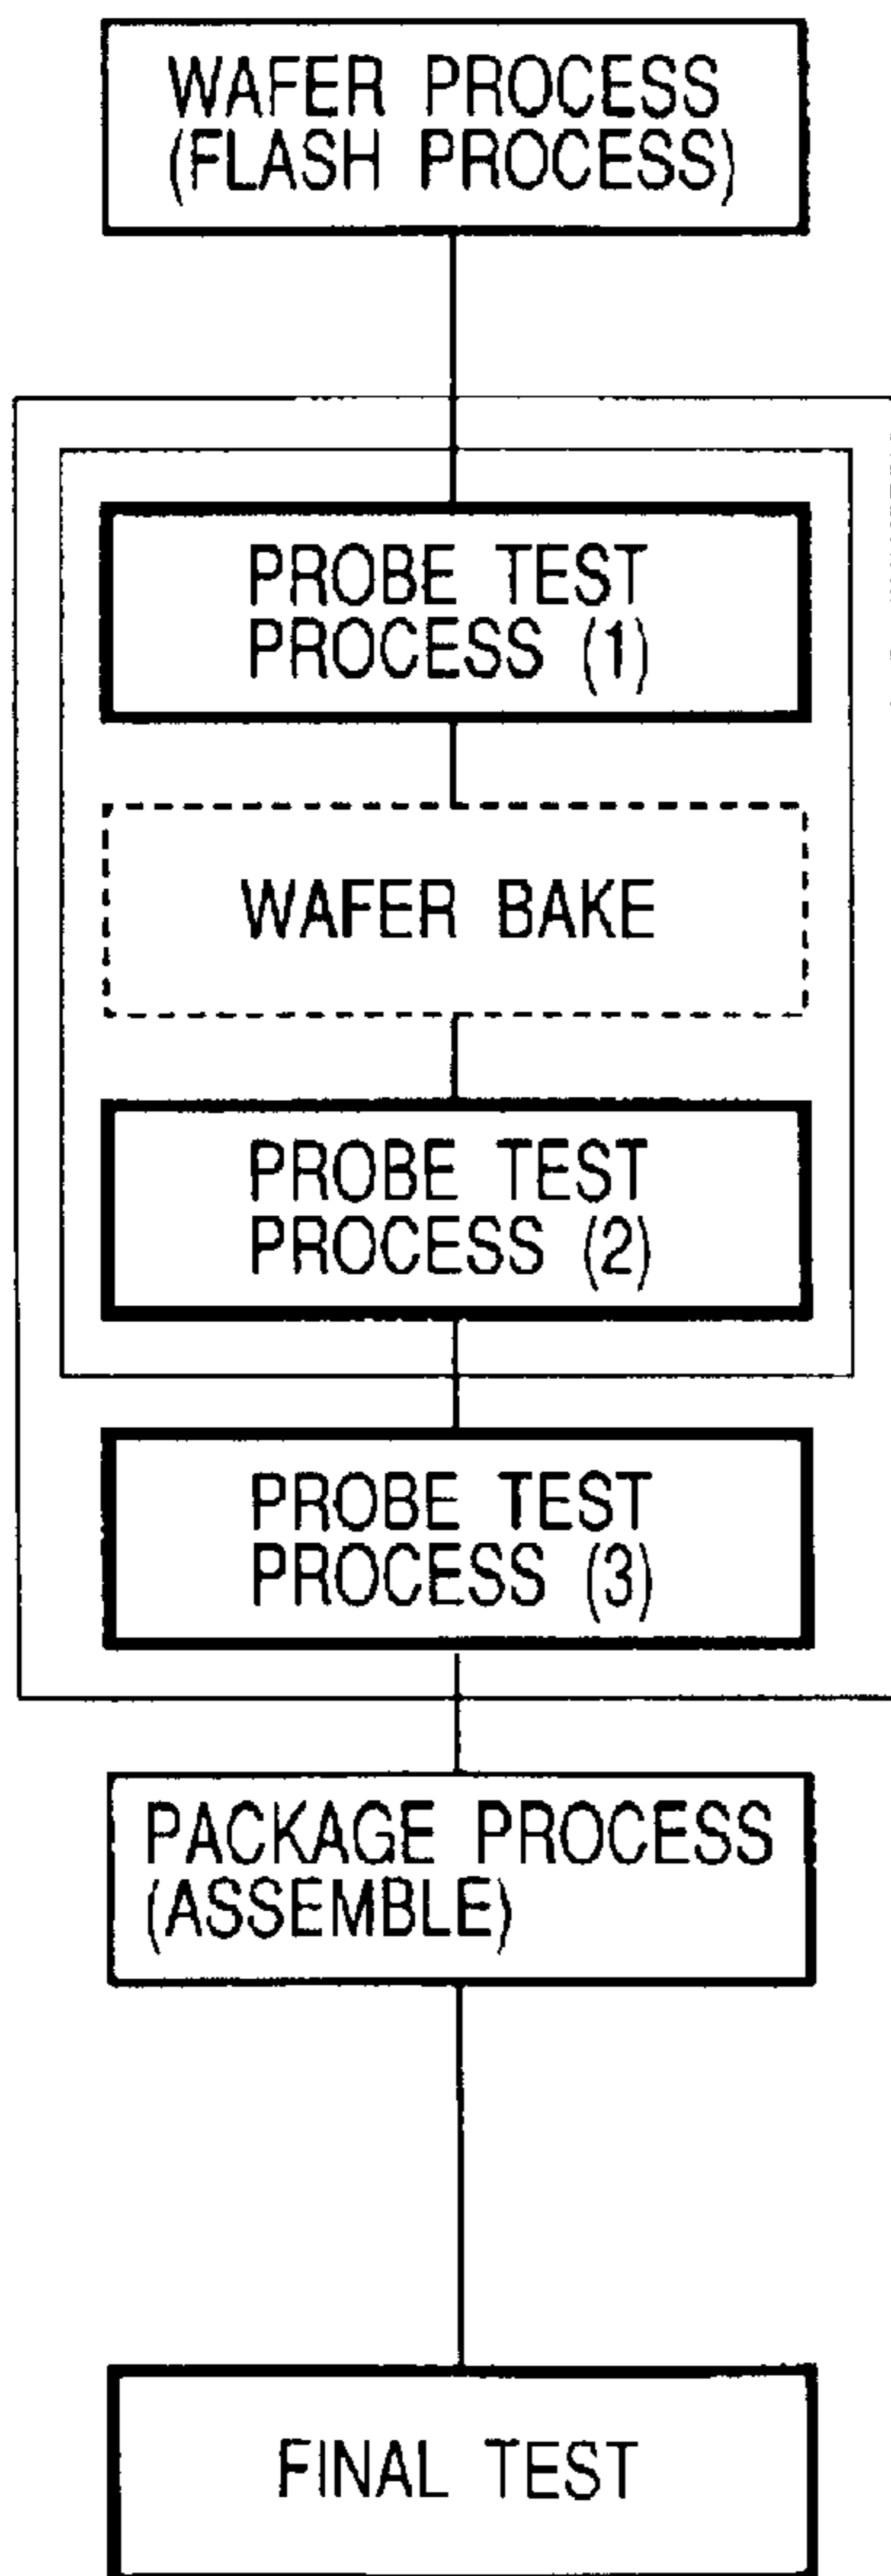 WAFER PROCESS
(FLASH PROCESS)
PROBE TEST
PROCESS (1)
WAFER BAKE
PROBE TEST
PROCESS (2)
PROBE TEST
PROCESS (3)
PACKAGE PROCESS
(ASSEMBLE)
FINAL TEST